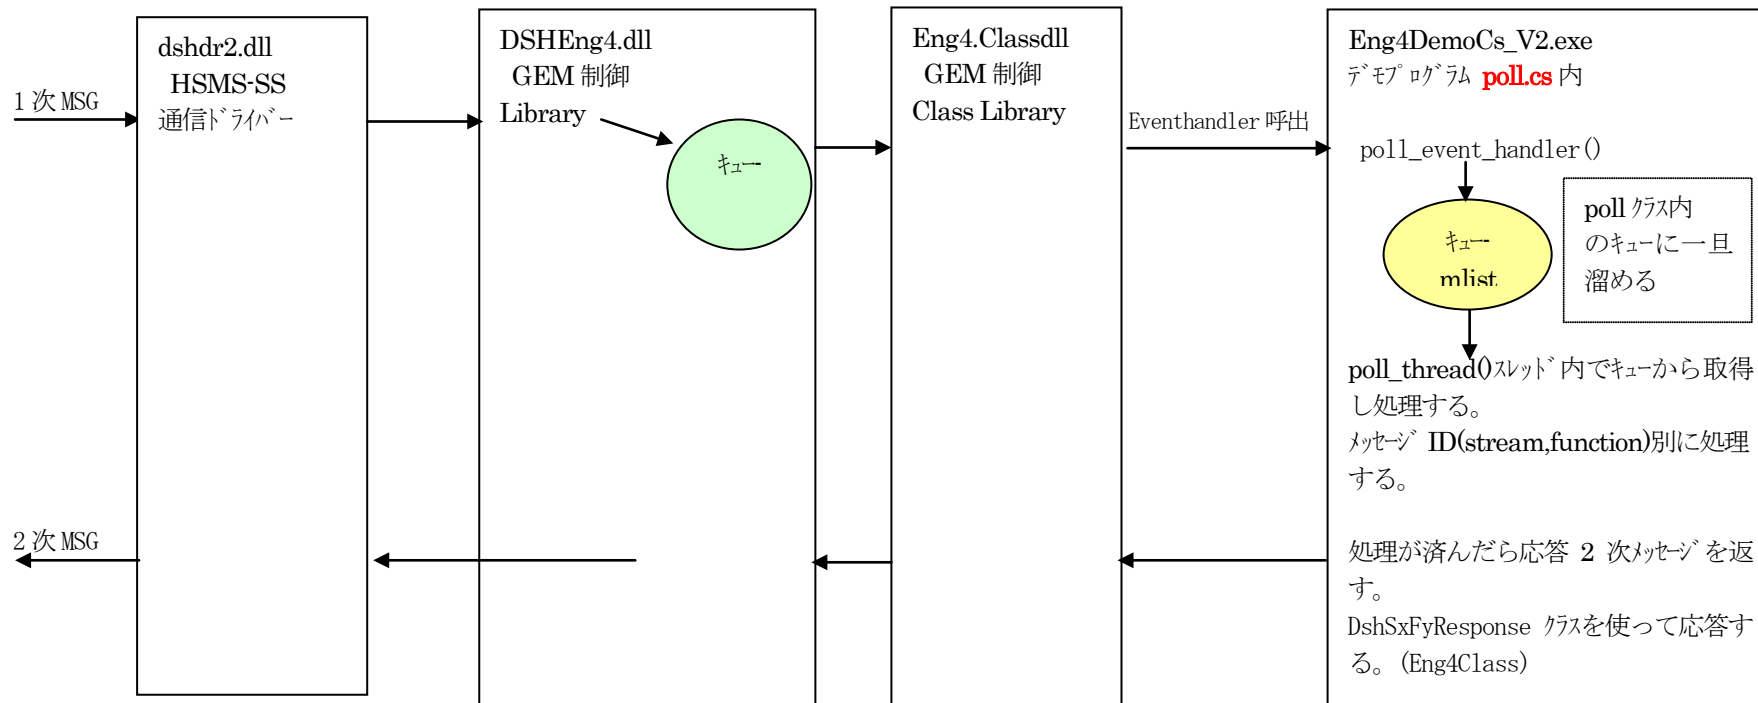 1 次 MSG
2 次 MSG
dshdr2.dll
HSMS-SS
通信ﾄﾞﾗｲﾊﾞｰ
DSHEng4.dll
GEM 制御
Library
ｷｭｰ
Eng4.Classdll
GEM 制御
Class Library
Eventhandler 呼出
Eng4DemoCs_V2.exe
ﾃﾞﾓﾌﾟﾛｸﾞﾗﾑ poll.cs 内
poll_event_handler()
ｷｭｰ
mlist
poll ｸﾗｽ内
のｷｭｰに一旦
溜める
poll_thread()ｽﾚｯﾄﾞ内でｷｭｰから取得
し処理する。
ﾒｯｾｰｼﾞ ID(stream,function)別に処理
する。
処理が済んだら応答 2 次ﾒｯｾｰｼﾞを返
す。
DshSxFyResponse ｸﾗｽを使って応答す
る。(Eng4Class)